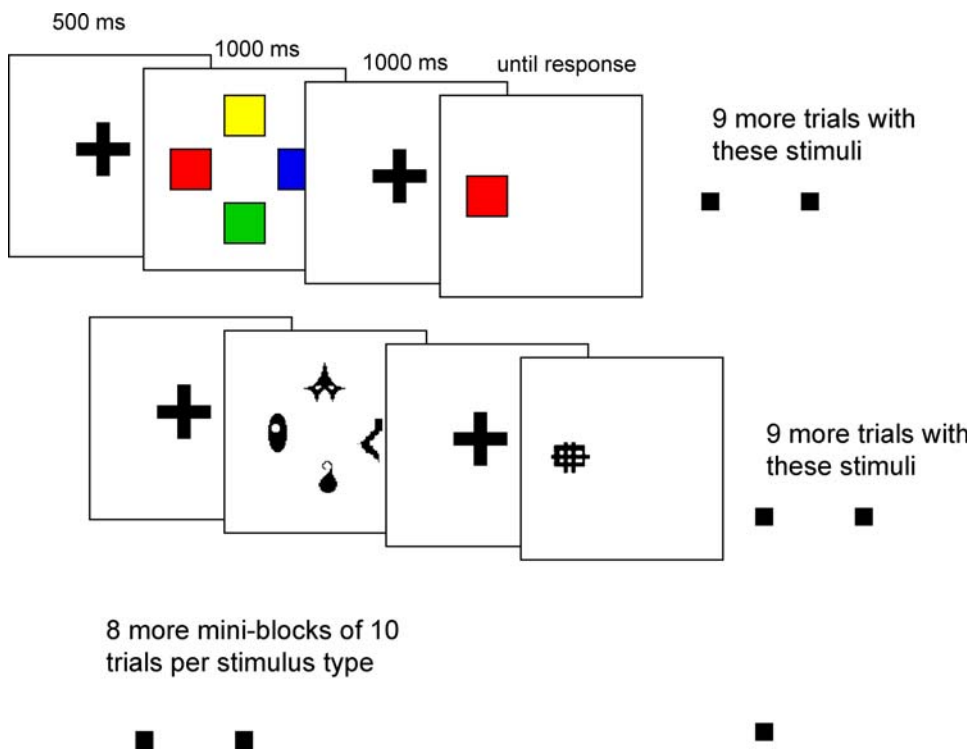 500 ms
1000 ms
1000 ms
until response
9 more trials with
these stimuli
9 more trials with
these stimuli
8 more mini-blocks of 10
trials per stimulus type